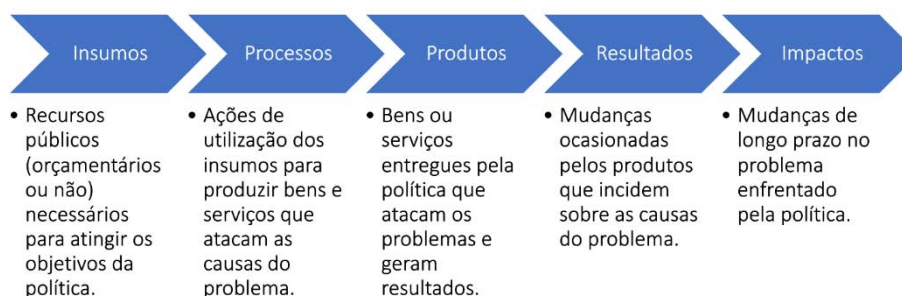 Insumos
Processos
Produtos
Resultados
Impactos
• Recursos
públicos
(orçamentários
ou não)
necessários
para atingir os
objetivos da
política.
• Ações de
utilização dos
insumos para
produzir bens e
serviços que
atacam as
causas do
problema.
• Bens ou
serviços
entregues pela
política que
atacam os
problemas e
geram
resultados.
• Mudanças
ocasionadas
pelos produtos
que incidem
sobre as causas
do problema.
• Mudanças de
longo prazo no
problema
enfrentado
pela política.